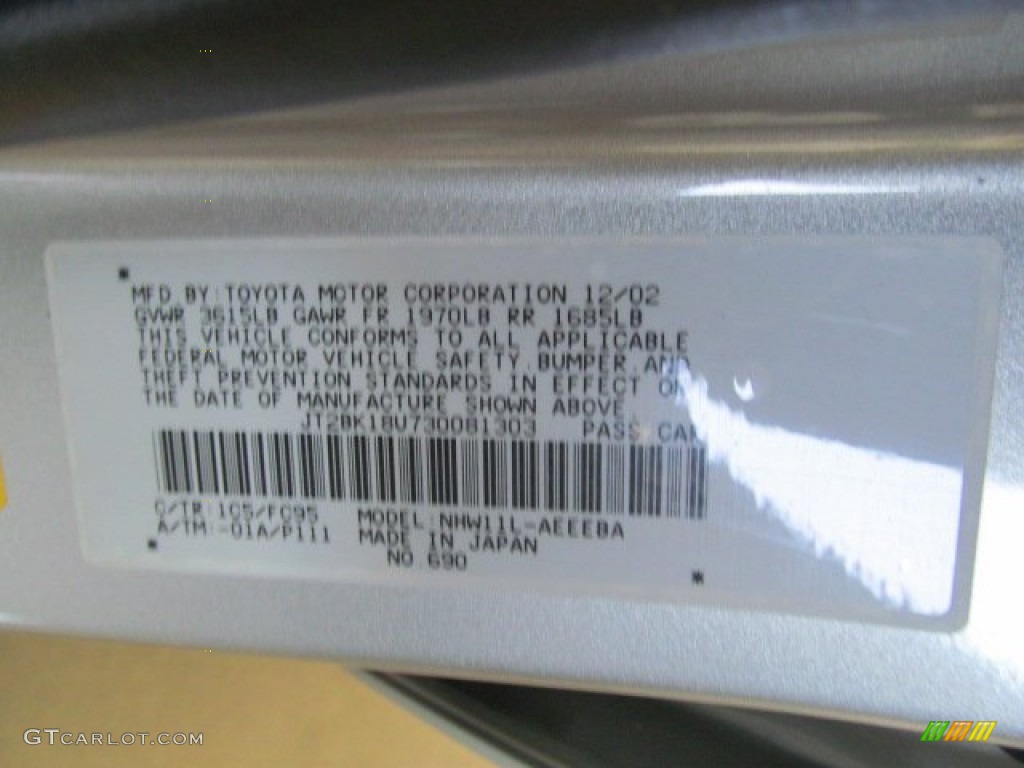 MFD BY:TOYOTA MOTOR CORPORATION 12/02
GVWR 3615LB GAWR FR 1970LB RR 1685LB
THIS VEHICLE CONFORMS TO ALL APPLICABLE
FEDERAL MOTOR VEHICLE SAFETY,BUMPER,AND
THEFT PREVENTION STANDARDS IN EFFECT ON
THE DATE OF MANUFACTURE SHOWN ABOVE.
JT2BK18U730081303 PASS CAR
C/TR:1C5/FC95 MODEL:NHW11L-AEEEBA
A/TM:-01A/P111 MADE IN JAPAN
NO.690
GTCARLOT.COM